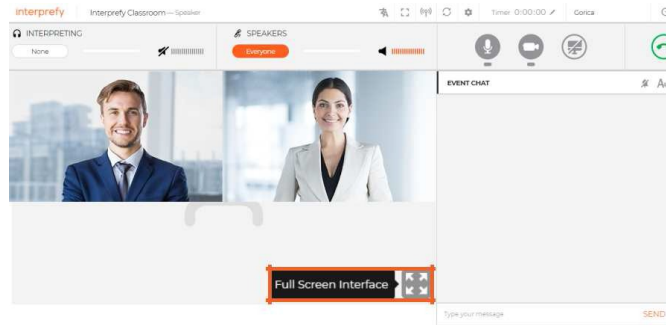 interprefy
Interprefy Classroom — Speaker
Timer 0:00:00
Gorica
INTERPRETING
None
SPEAKERS
Everyone
EVENT CHAT
Full Screen Interface
Type your message
SEND